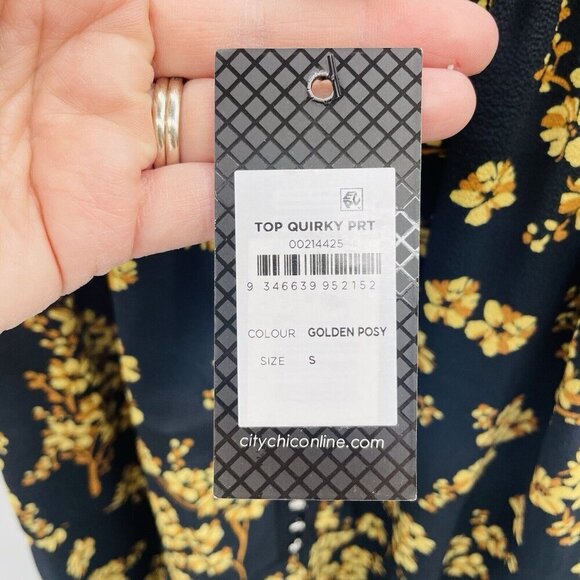 TOP QUIRKY PRT
00214425
9 346639 952152
COLOUR GOLDEN POSY
SIZE S
citychiconline.com